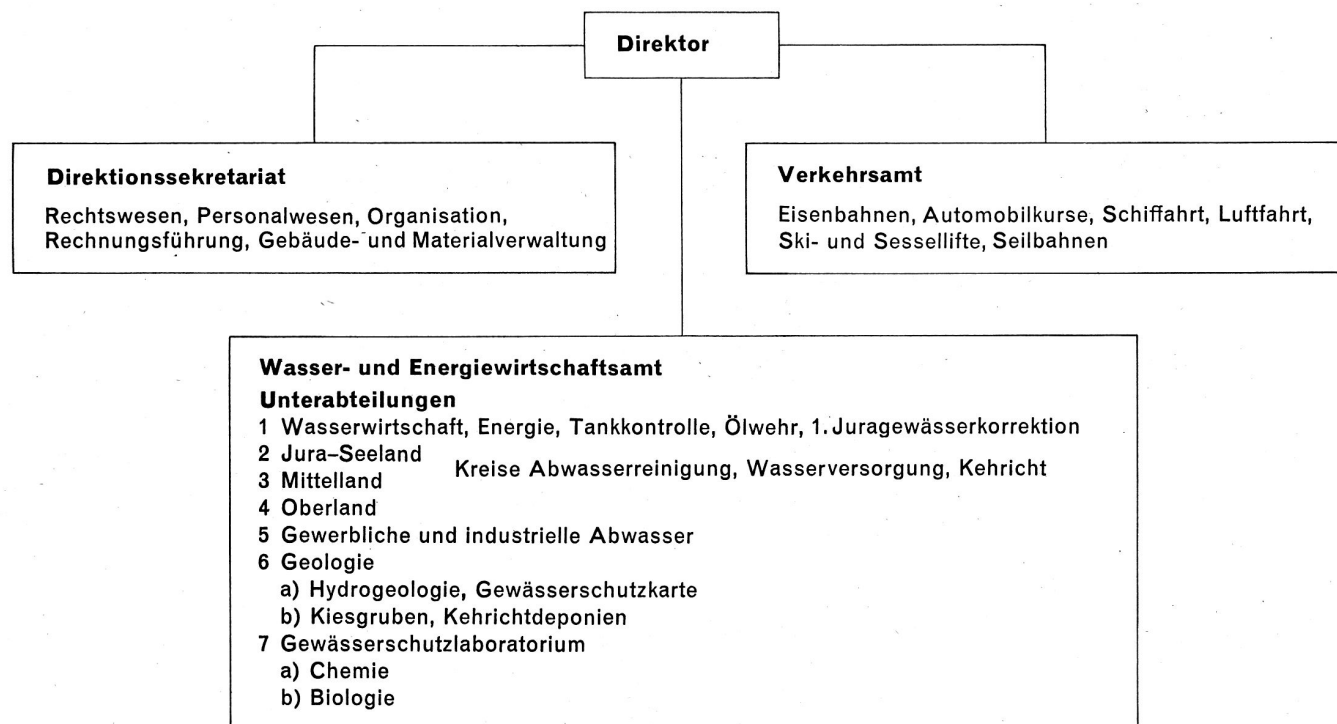 Direktor
Direktionssekretariat
Rechtswesen, Personalwesen, Organisation,
Rechnungsführung, Gebäude- und Materialverwaltung
Verkehrsamt
Eisenbahnen, Automobilkurse, Schiffahrt, Luftfahrt,
Ski- und Sessellifte, Seilbahnen
Wasser- und Energiewirtschaftsamt
Unterabteilungen
1 Wasserwirtschaft, Energie, Tankkontrolle, Ölwehr, 1. Juragewässerkorrektion
2 Jura–Seeland
3 Mittelland
4 Oberland
Kreise Abwasserreinigung, Wasserversorgung, Kehricht
5 Gewerbliche und industrielle Abwasser
6 Geologie
a) Hydrogeologie, Gewässerschutzkarte
b) Kiesgruben, Kehrichtdeponien
7 Gewässerschutzlaboratorium
a) Chemie
b) Biologie